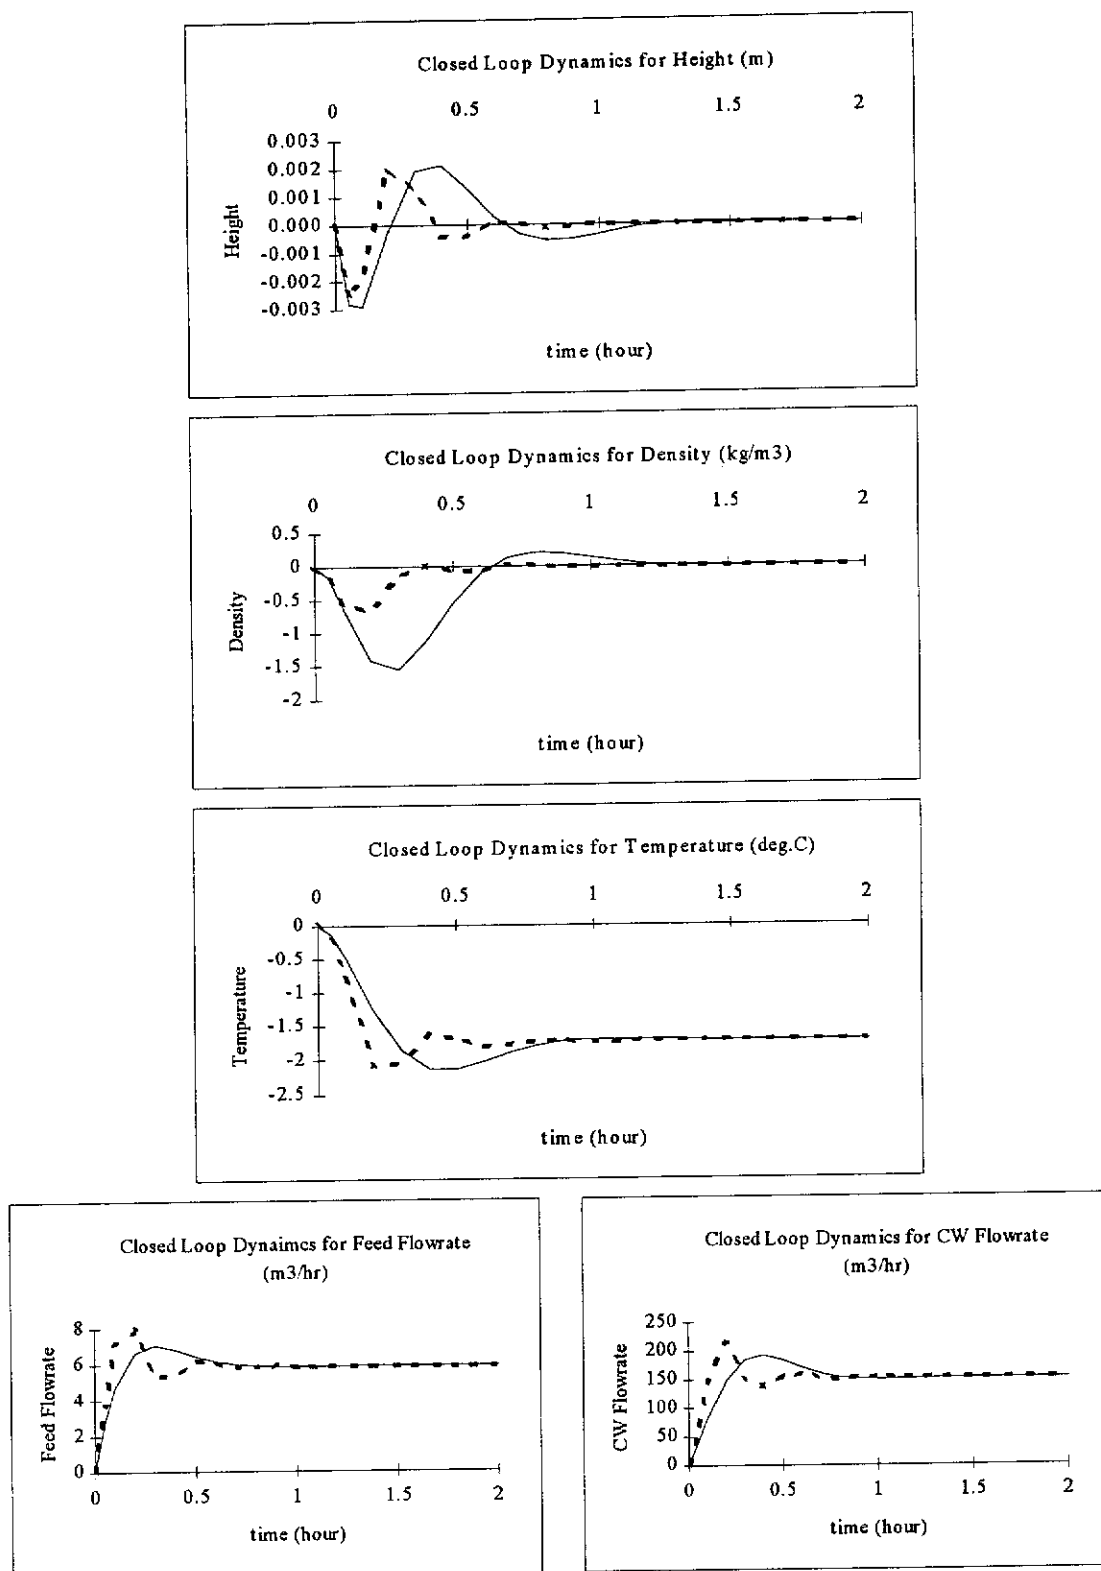 Closed Loop Dynamics for Height (m)
0 0.5 1 1.5 2
0.003
0.002
0.001
0.000
-0.001
-0.002
-0.003
Height
time (hour)
Closed Loop Dynamics for Density (kg/m3)
0 0.5 1 1.5 2
0.5
0
-0.5
-1
-1.5
-2
Density
time (hour)
Closed Loop Dynamics for Temperature (deg.C)
0 0.5 1 1.5 2
0
-0.5
-1
-1.5
-2
-2.5
Temperature
time (hour)
Closed Loop Dynaimcs for Feed Flowrate
(m3/hr)
8
6
4
2
0
Feed Flowrate
0 0.5 1 1.5 2
time (hour)
Closed Loop Dynamics for CW Flowrate
(m3/hr)
250
200
150
100
50
0
CW Flowrate
0 0.5 1 1.5 2
time (hour)